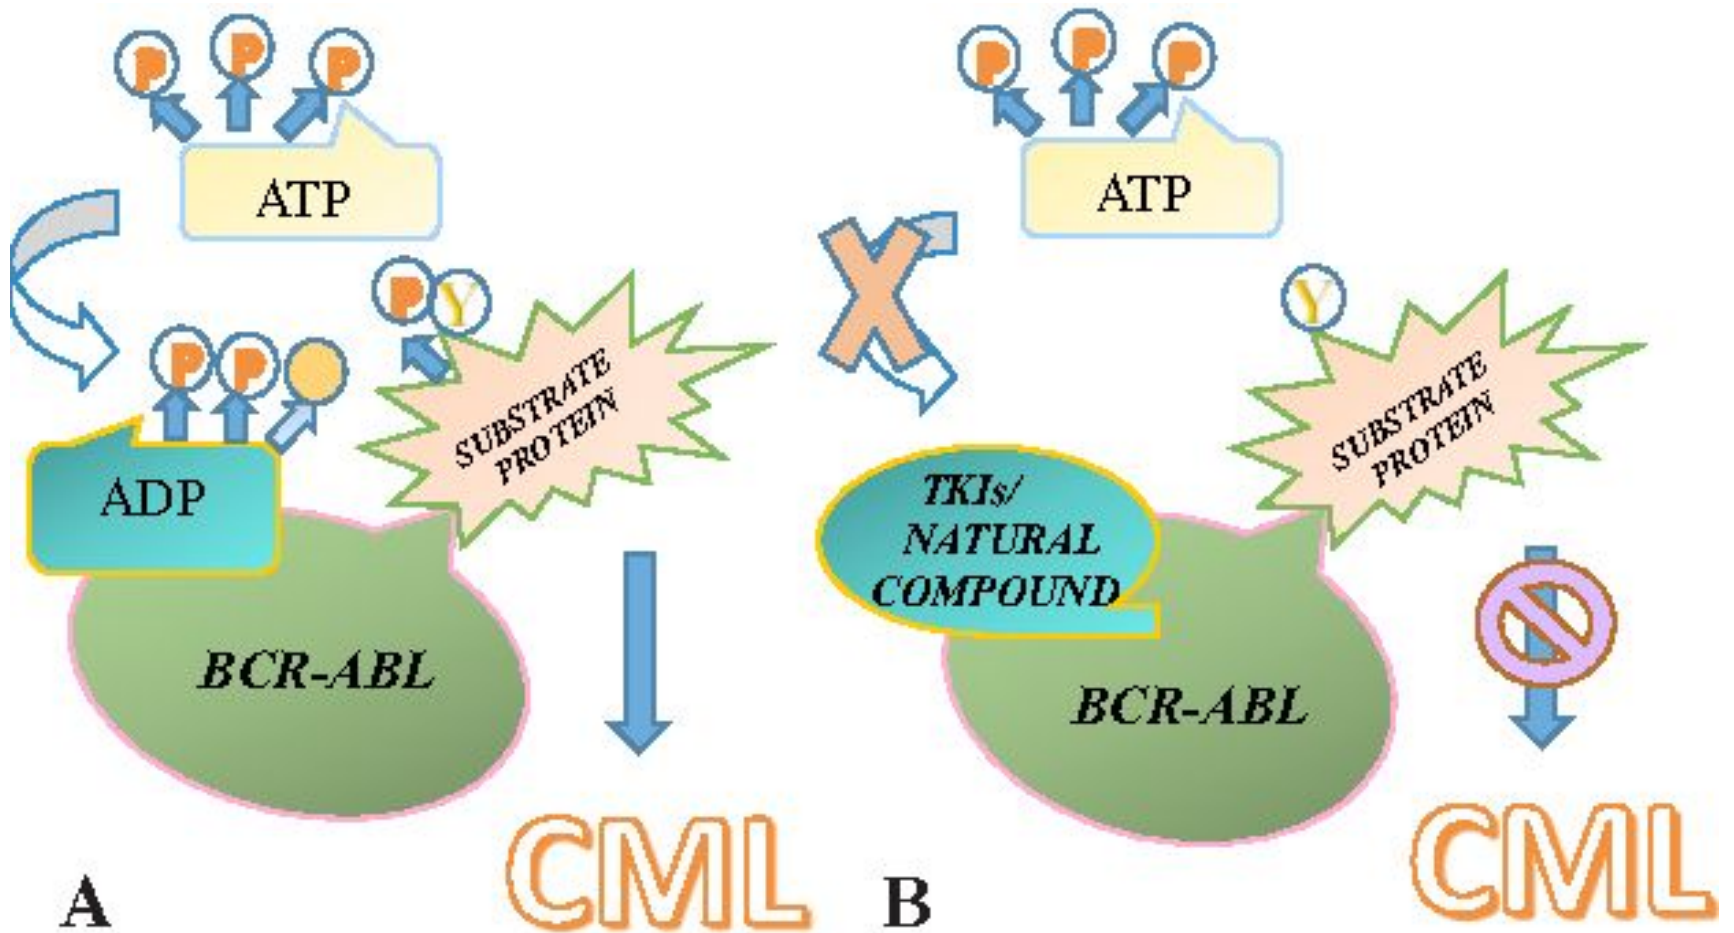 P P P
ATP
P Y
P P
ADP
SUBSTRATE
PROTEIN
BCR-ABL
CML
A
P P P
ATP
X
Y
SUBSTRATE
PROTEIN
TKIs/
NATURAL
COMPOUND
BCR-ABL
CML
B